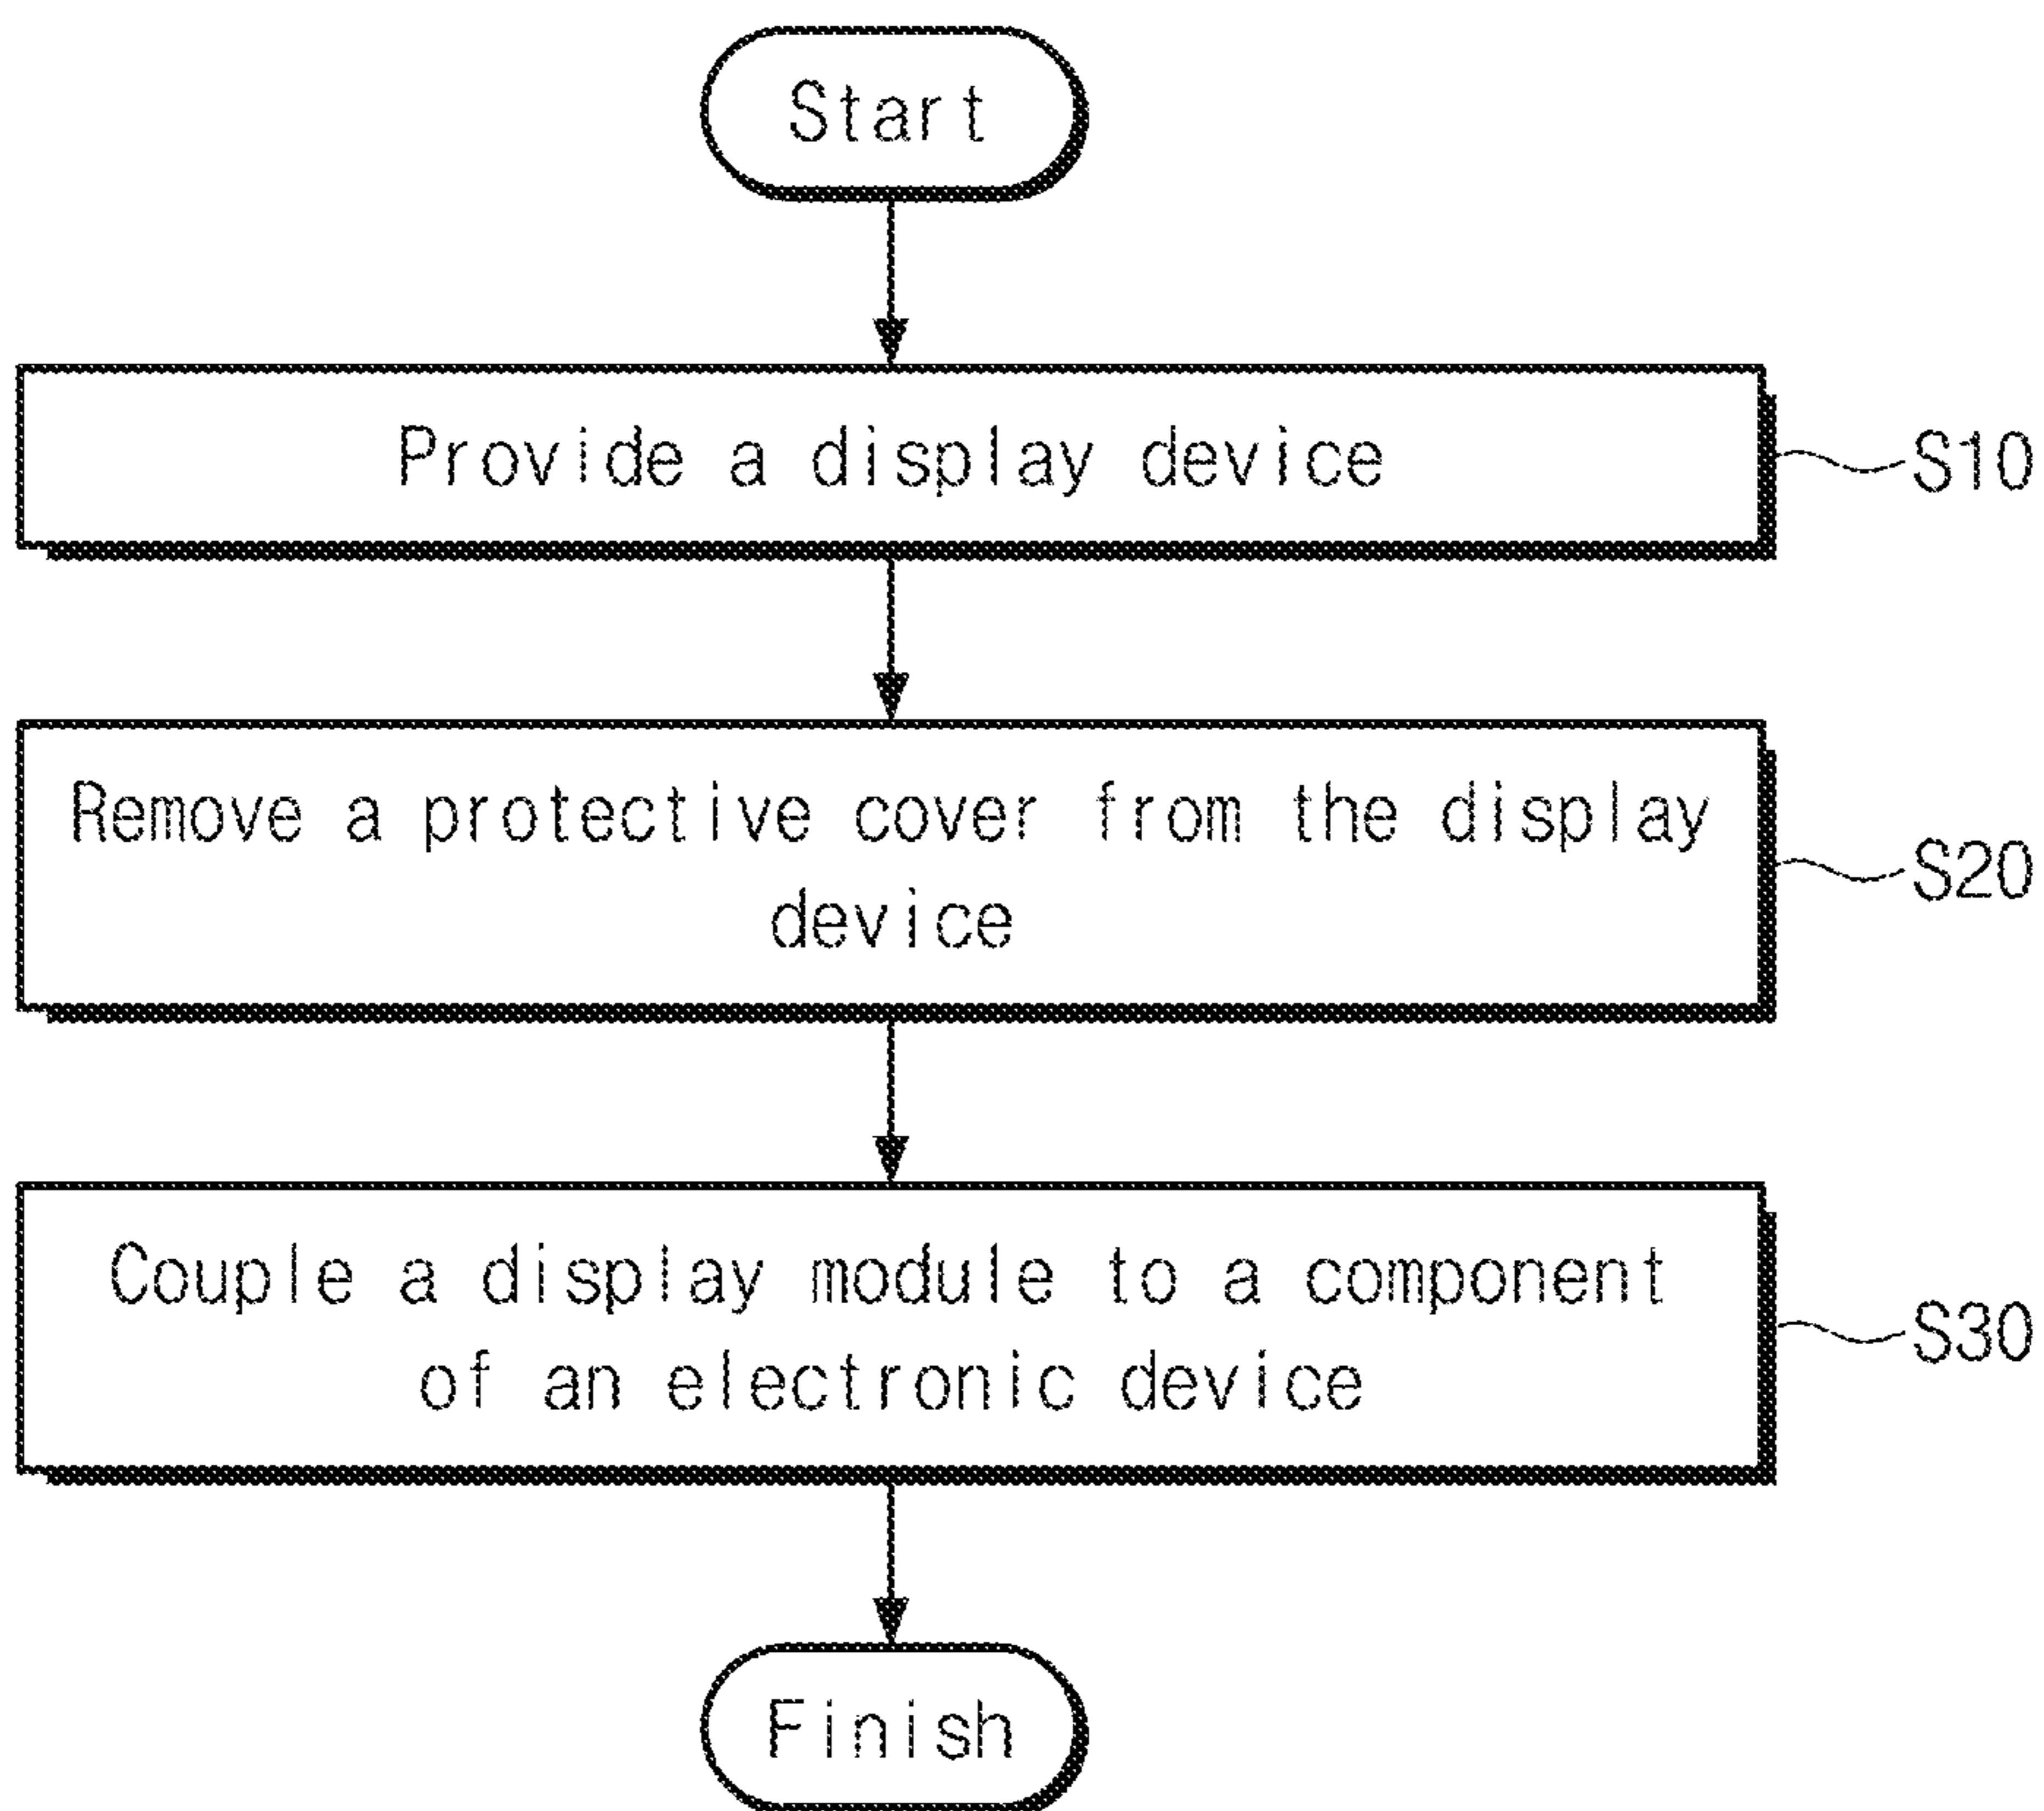 Start
Provide a display device
S10
Remove a protective cover from the display
device
S20
Couple a display module to a component
of an electronic device
S30
Finish